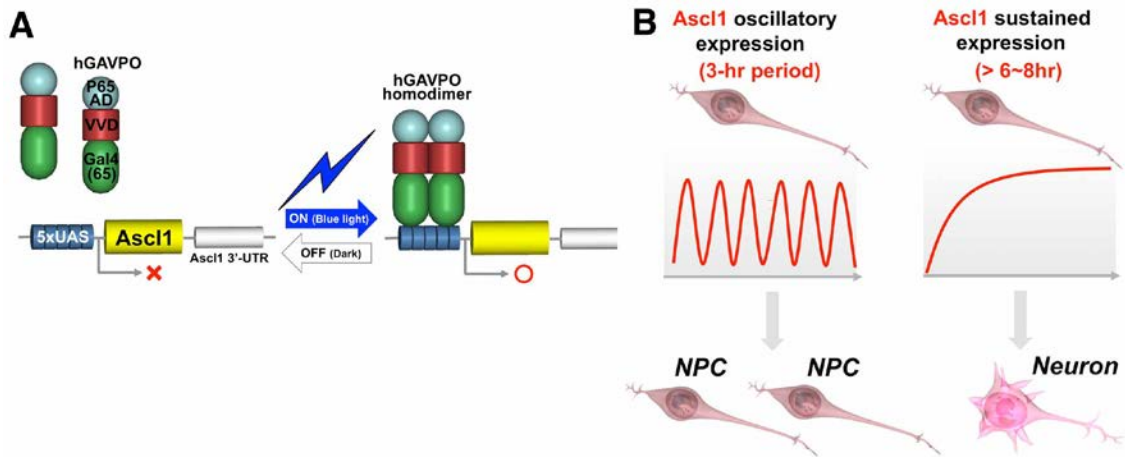 A
hGAVPO
P65
AD
VVD
Gal4
(65)
hGAVPO
homodimer
5xUAS
Ascl1
Ascl1 3'-UTR
ON (Blue light)
OFF (Dark)
B
Ascl1 oscillatory
expression
(3-hr period)
Ascl1 sustained
expression
(> 6~8hr)
NPC
NPC
Neuron